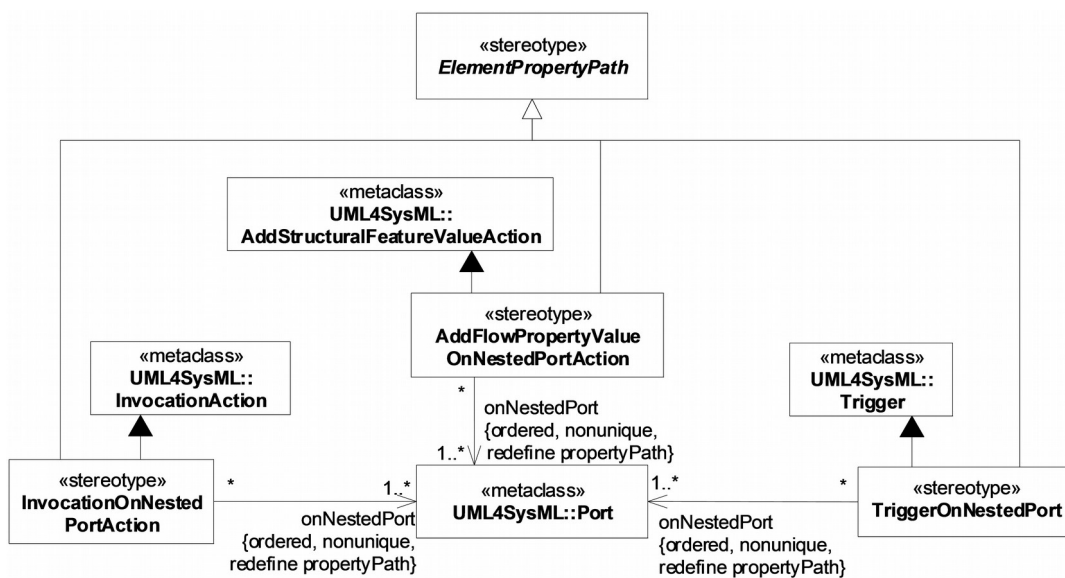 «stereotype»
ElementPropertyPath
«metaclass»
UML4SysML::
AddStructuralFeatureValueAction
«stereotype»
AddFlowPropertyValue
OnNestedPortAction
«metaclass»
UML4SysML::
InvocationAction
«metaclass»
UML4SysML::
Trigger
*
onNestedPort
{ordered, nonunique,
redefine propertyPath}
1..*
«stereotype»
InvocationOnNested
PortAction
*
1..*
onNestedPort
{ordered, nonunique,
redefine propertyPath}
«metaclass»
UML4SysML::Port
1..*
*
onNestedPort
{ordered, nonunique,
redefine propertyPath}
«stereotype»
TriggerOnNestedPort